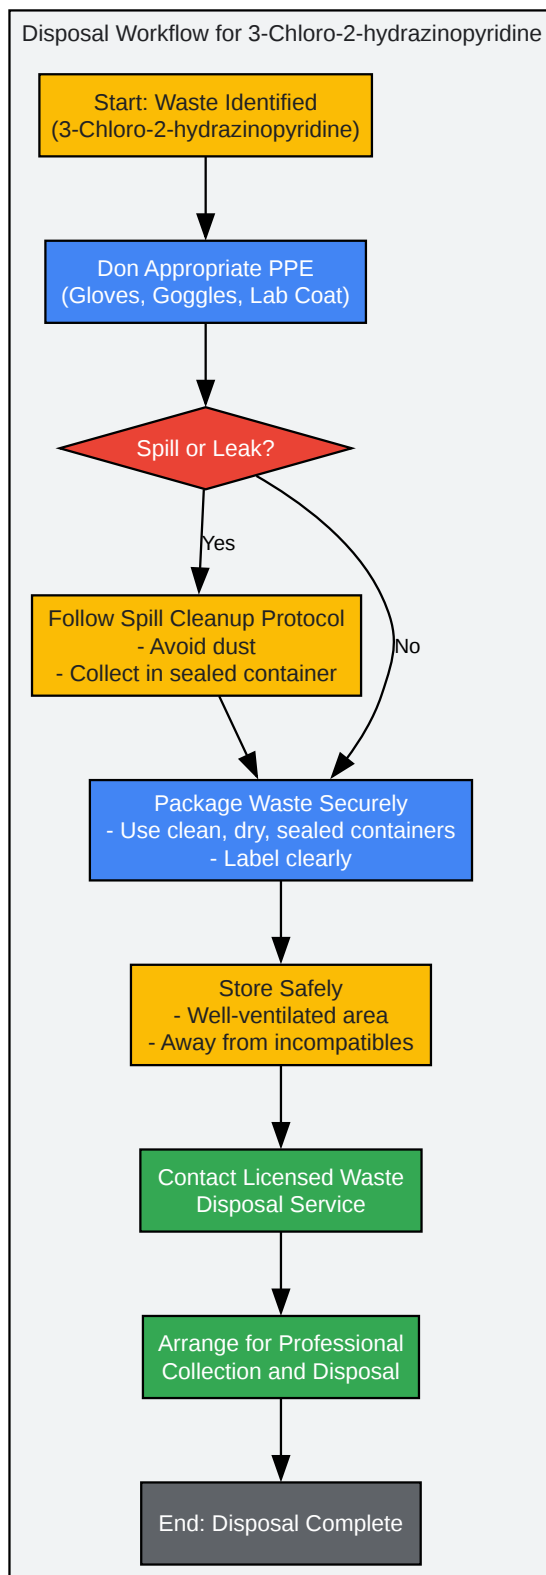 Disposal Workflow for 3-Chloro-2-hydrazinopyridine
Start: Waste Identified
(3-Chloro-2-hydrazinopyridine)
Don Appropriate PPE
(Gloves, Goggles, Lab Coat)
Spill or Leak?
Yes
Follow Spill Cleanup Protocol
- Avoid dust
- Collect in sealed container
No
Package Waste Securely
- Use clean, dry, sealed containers
- Label clearly
Store Safely
- Well-ventilated area
- Away from incompatibles
Contact Licensed Waste
Disposal Service
Arrange for Professional
Collection and Disposal
End: Disposal Complete